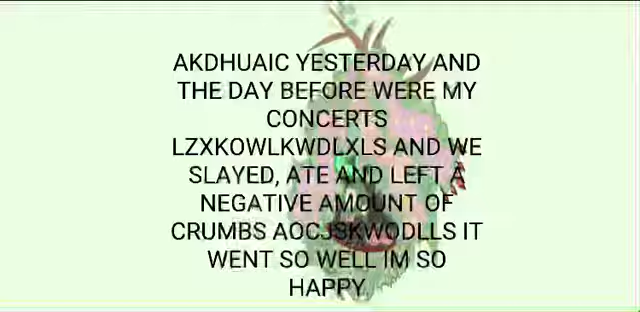 AKDHUAIC YESTERDAY AND
THE DAY BEFORE WERE MY
CONCERTS
LZXKOWLKWDLXLS AND WE
SLAYED, ATE AND LEFT A
NEGATIVE AMOUNT OF
CRUMBS AOCJSKWODLLS IT
WENT SO WELL IM SO
HAPPY